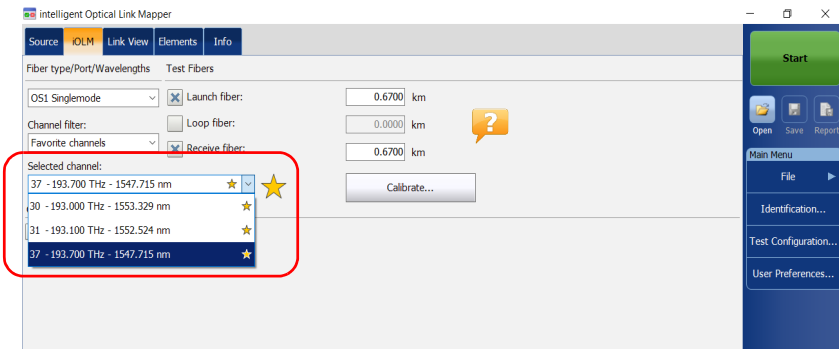 intelligent Optical Link Mapper
Source iOLM Link View Elements Info
Fiber type/Port/Wavelengths Test Fibers
OS1 Singlemode
Launch fiber: 0.6700 km
Channel filter:
Loop fiber: 0.0000 km
Favorite channels
Receive fiber: 0.6700 km
Selected channel:
37 - 193.700 THz - 1547.715 nm
Calibrate...
30 - 193.000 THz - 1553.329 nm
31 - 193.100 THz - 1552.524 nm
37 - 193.700 THz - 1547.715 nm
?
Start
Open Save Report
Main Menu
File
Identification...
Test Configuration...
User Preferences...